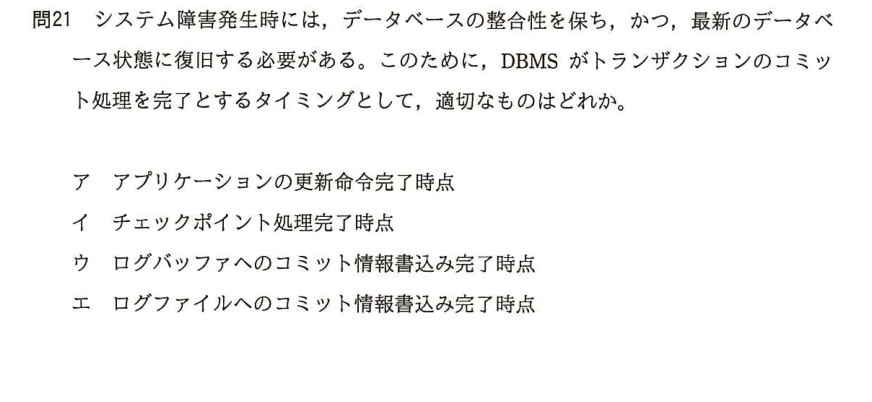 問21 システム障害発生時には，データベースの整合性を保ち，かつ，最新のデータベ
ース状態に復旧する必要がある。このために，DBMS がトランザクションのコミッ
ト処理を完了とするタイミングとして，適切なものはどれか。
ア アプリケーションの更新命令完了時点
イ チェックポイント処理完了時点
ウ ログバッファへのコミット情報書込み完了時点
エ ログファイルへのコミット情報書込み完了時点